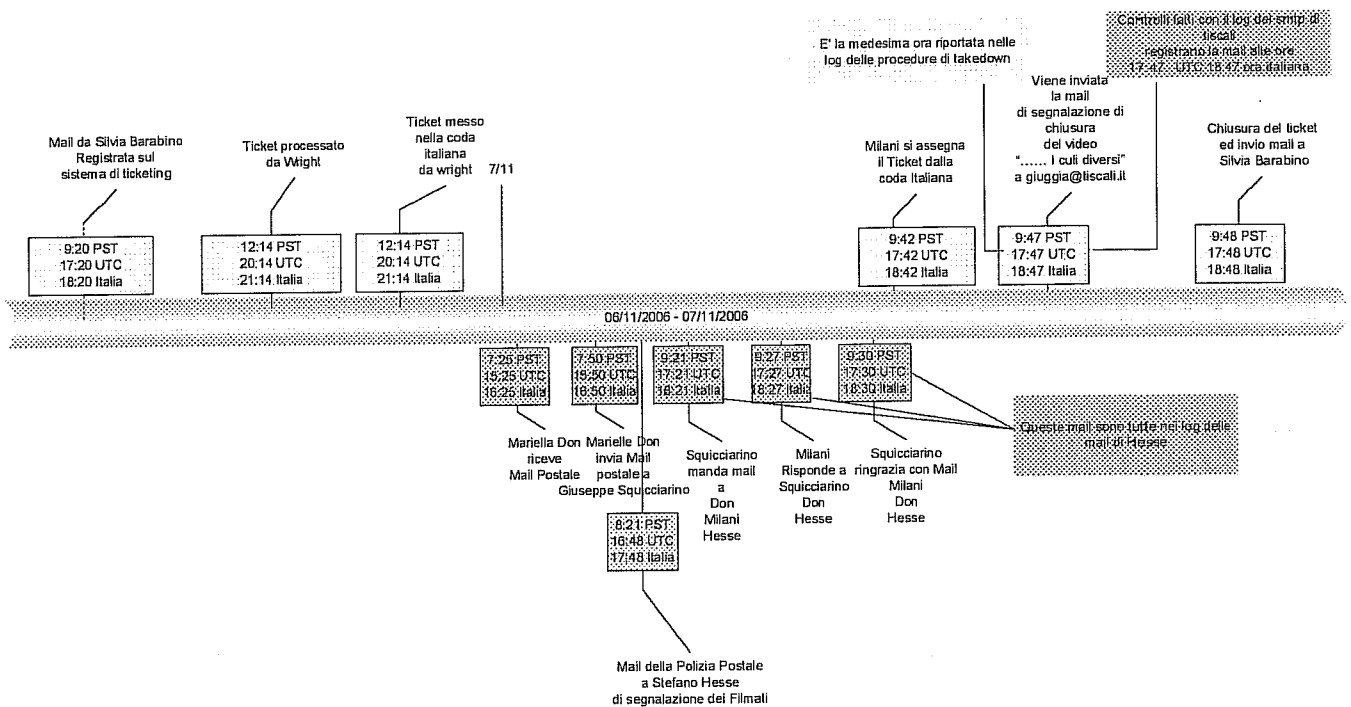 Controlli fatti con il log dei smtp di
tiscali
registrano la mail alle ore
17:47 UTC 18:47 ora italiana
E' la medesima ora riportata nelle
log delle procedure di takedown
Viene inviata
la mail
di segnalazione di
chiusura
del video
"...... I culi diversi"
a giuggia@tiscali.it
Mail da Silvia Barabino
Registrata sul
sistema di ticketing
Ticket processato
da Wright
Ticket messo
nella coda
italiana
da wright
7/11
Milani si assegna
il Ticket dalla
coda Italiana
Chiusura del ticket
ed invio mail a
Silvia Barabino
9:20 PST
17:20 UTC
18:20 Italia
12:14 PST
20:14 UTC
21:14 Italia
12:14 PST
20:14 UTC
21:14 Italia
9:42 PST
17:42 UTC
18:42 Italia
9:47 PST
17:47 UTC
18:47 Italia
9:48 PST
17:48 UTC
18:48 Italia
06/11/2006 - 07/11/2006
7:25 PST
15:25 UTC
16:25 Italia
7:50 PST
15:50 UTC
16:50 Italia
9:21 PST
17:21 UTC
18:21 Italia
9:27 PST
17:27 UTC
18:27 Italia
9:30 PST
17:30 UTC
18:30 Italia
Mariella Don
riceve
Mail Postale
Marielle Don
invia Mail
postale a
Giuseppe Squicciarino
Squicciarino
manda mail
a
Don
Milani
Hesse
Milani
Risponde a
Squicciarino
Don
Hesse
Squicciarino
ringrazia con Mail
Milani
Don
Hesse
Queste mail sono tutte nei log delle
mail di Hesse
8:21 PST
16:48 UTC
17:48 Italia
Mail della Polizia Postale
a Stefano Hesse
di segnalazione dei Filmati